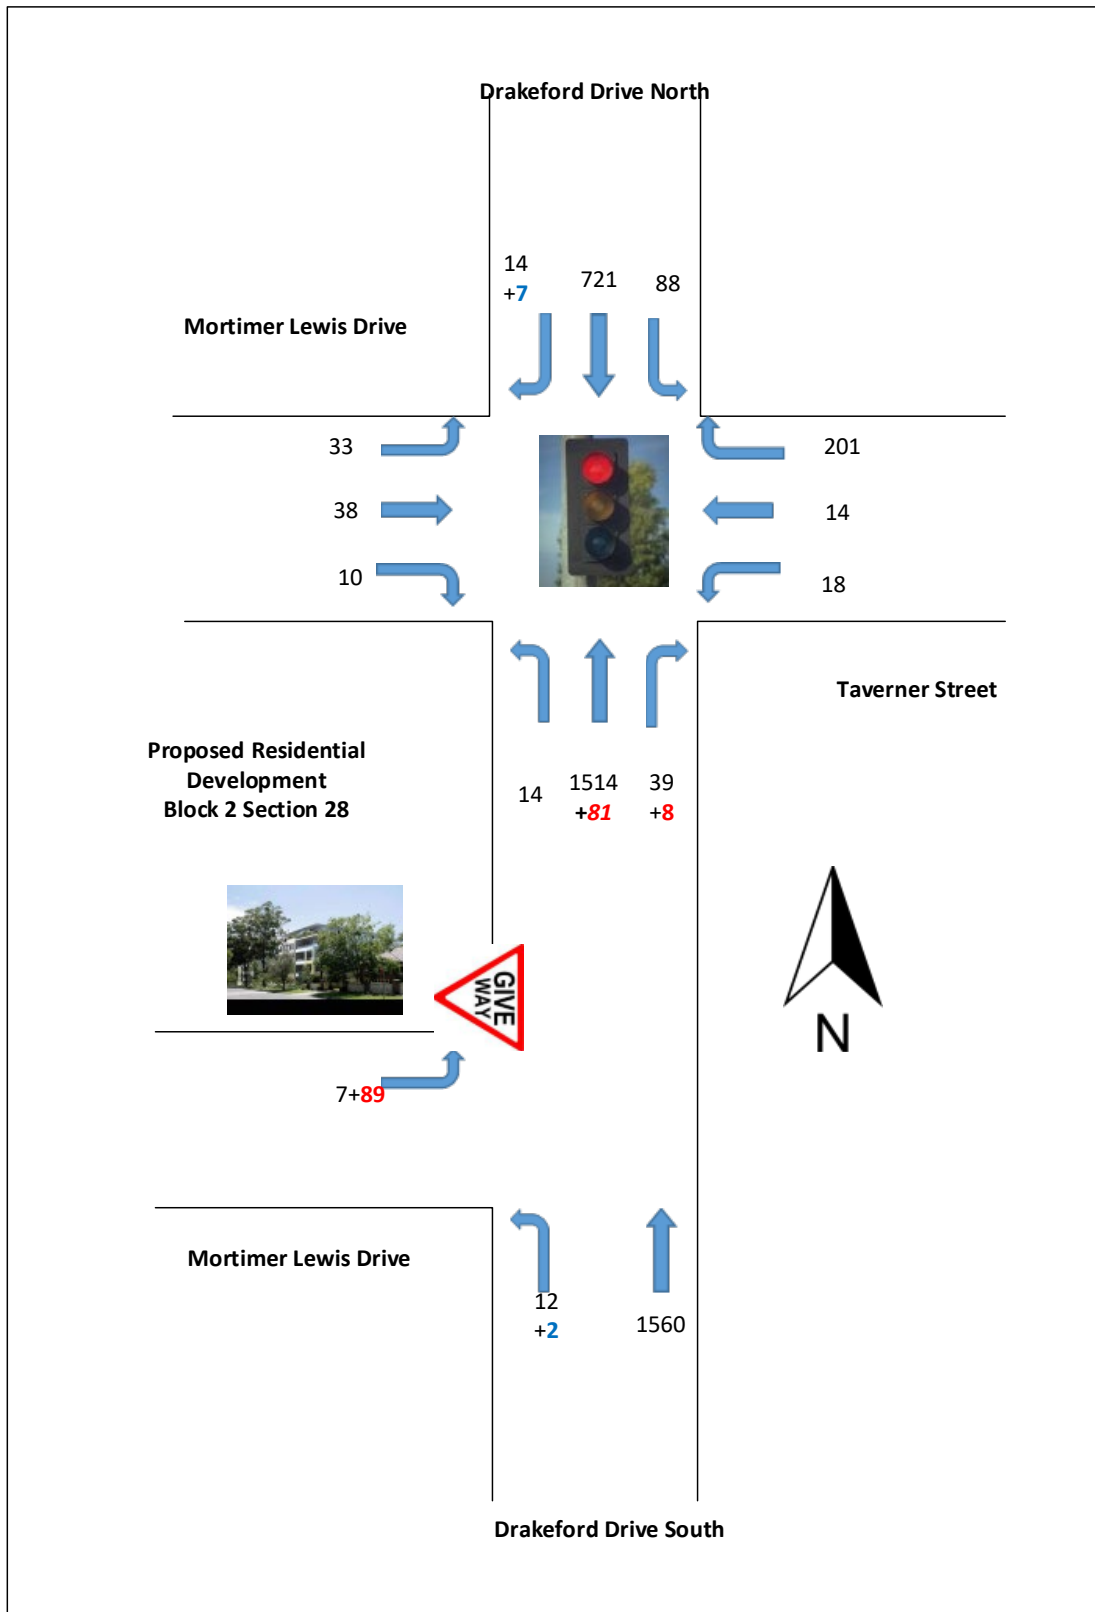 Drakeford Drive North
14
+7
721
88
Mortimer Lewis Drive
33
201
38
14
10
18
Taverner Street
Proposed Residential
Development
Block 2 Section 28
14
1514
+81
39
+8
GIVE
WAY
N
7+89
Mortimer Lewis Drive
12
+2
1560
Drakeford Drive South